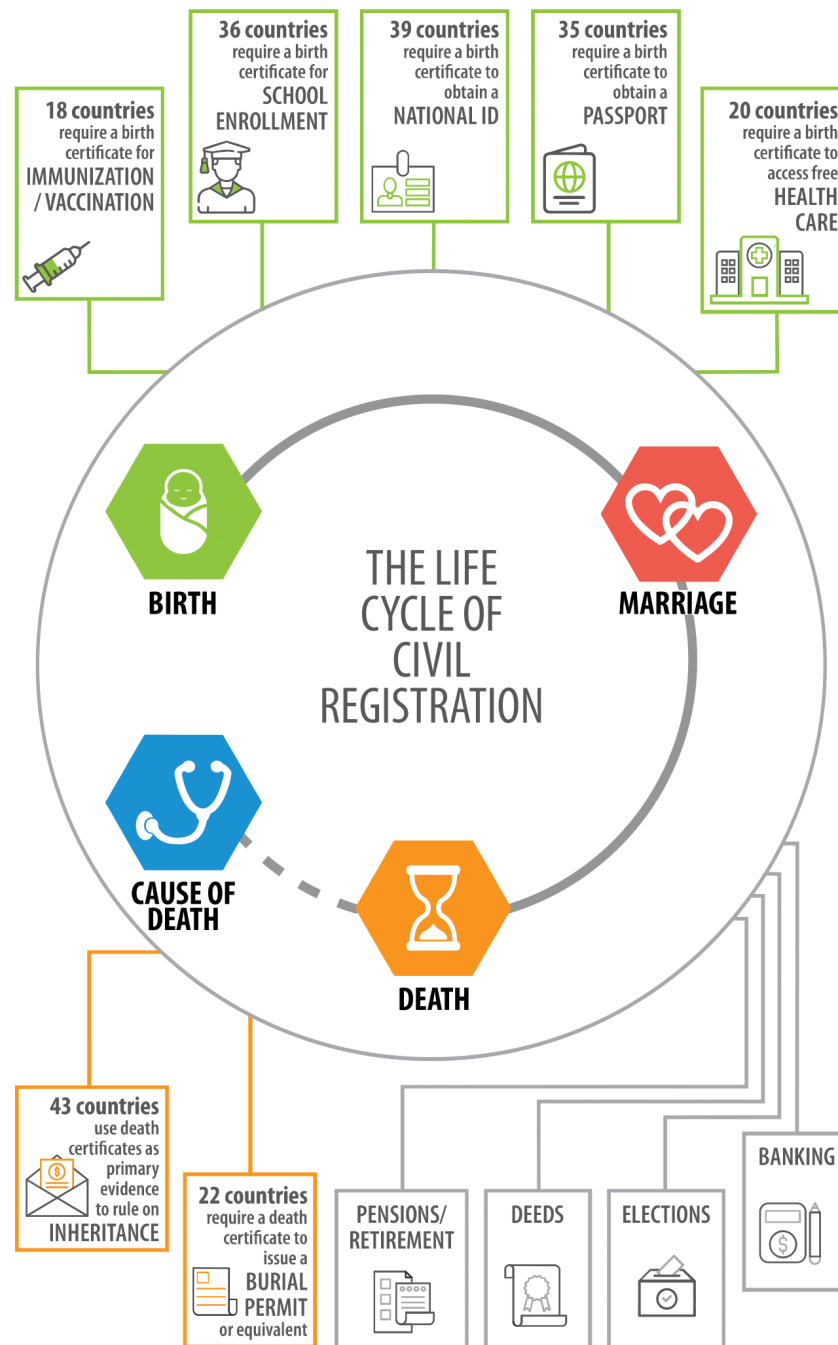 36 countries
require a birth
certificate for
SCHOOL
ENROLLMENT
39 countries
require a birth
certificate to
obtain a
NATIONAL ID
35 countries
require a birth
certificate to
obtain a
PASSPORT
18 countries
require a birth
certificate for
IMMUNIZATION
/ VACCINATION
20 countries
require a birth
certificate to
access free
HEALTH
CARE
BIRTH
MARRIAGE
THE LIFE
CYCLE OF
CIVIL
REGISTRATION
CAUSE OF
DEATH
DEATH
43 countries
use death
certificates as
primary
evidence
to rule on
INHERITANCE
22 countries
require a death
certificate to
issue a
BURIAL
PERMIT
or equivalent
PENSIONS/
RETIREMENT
DEEDS
ELECTIONS
BANKING